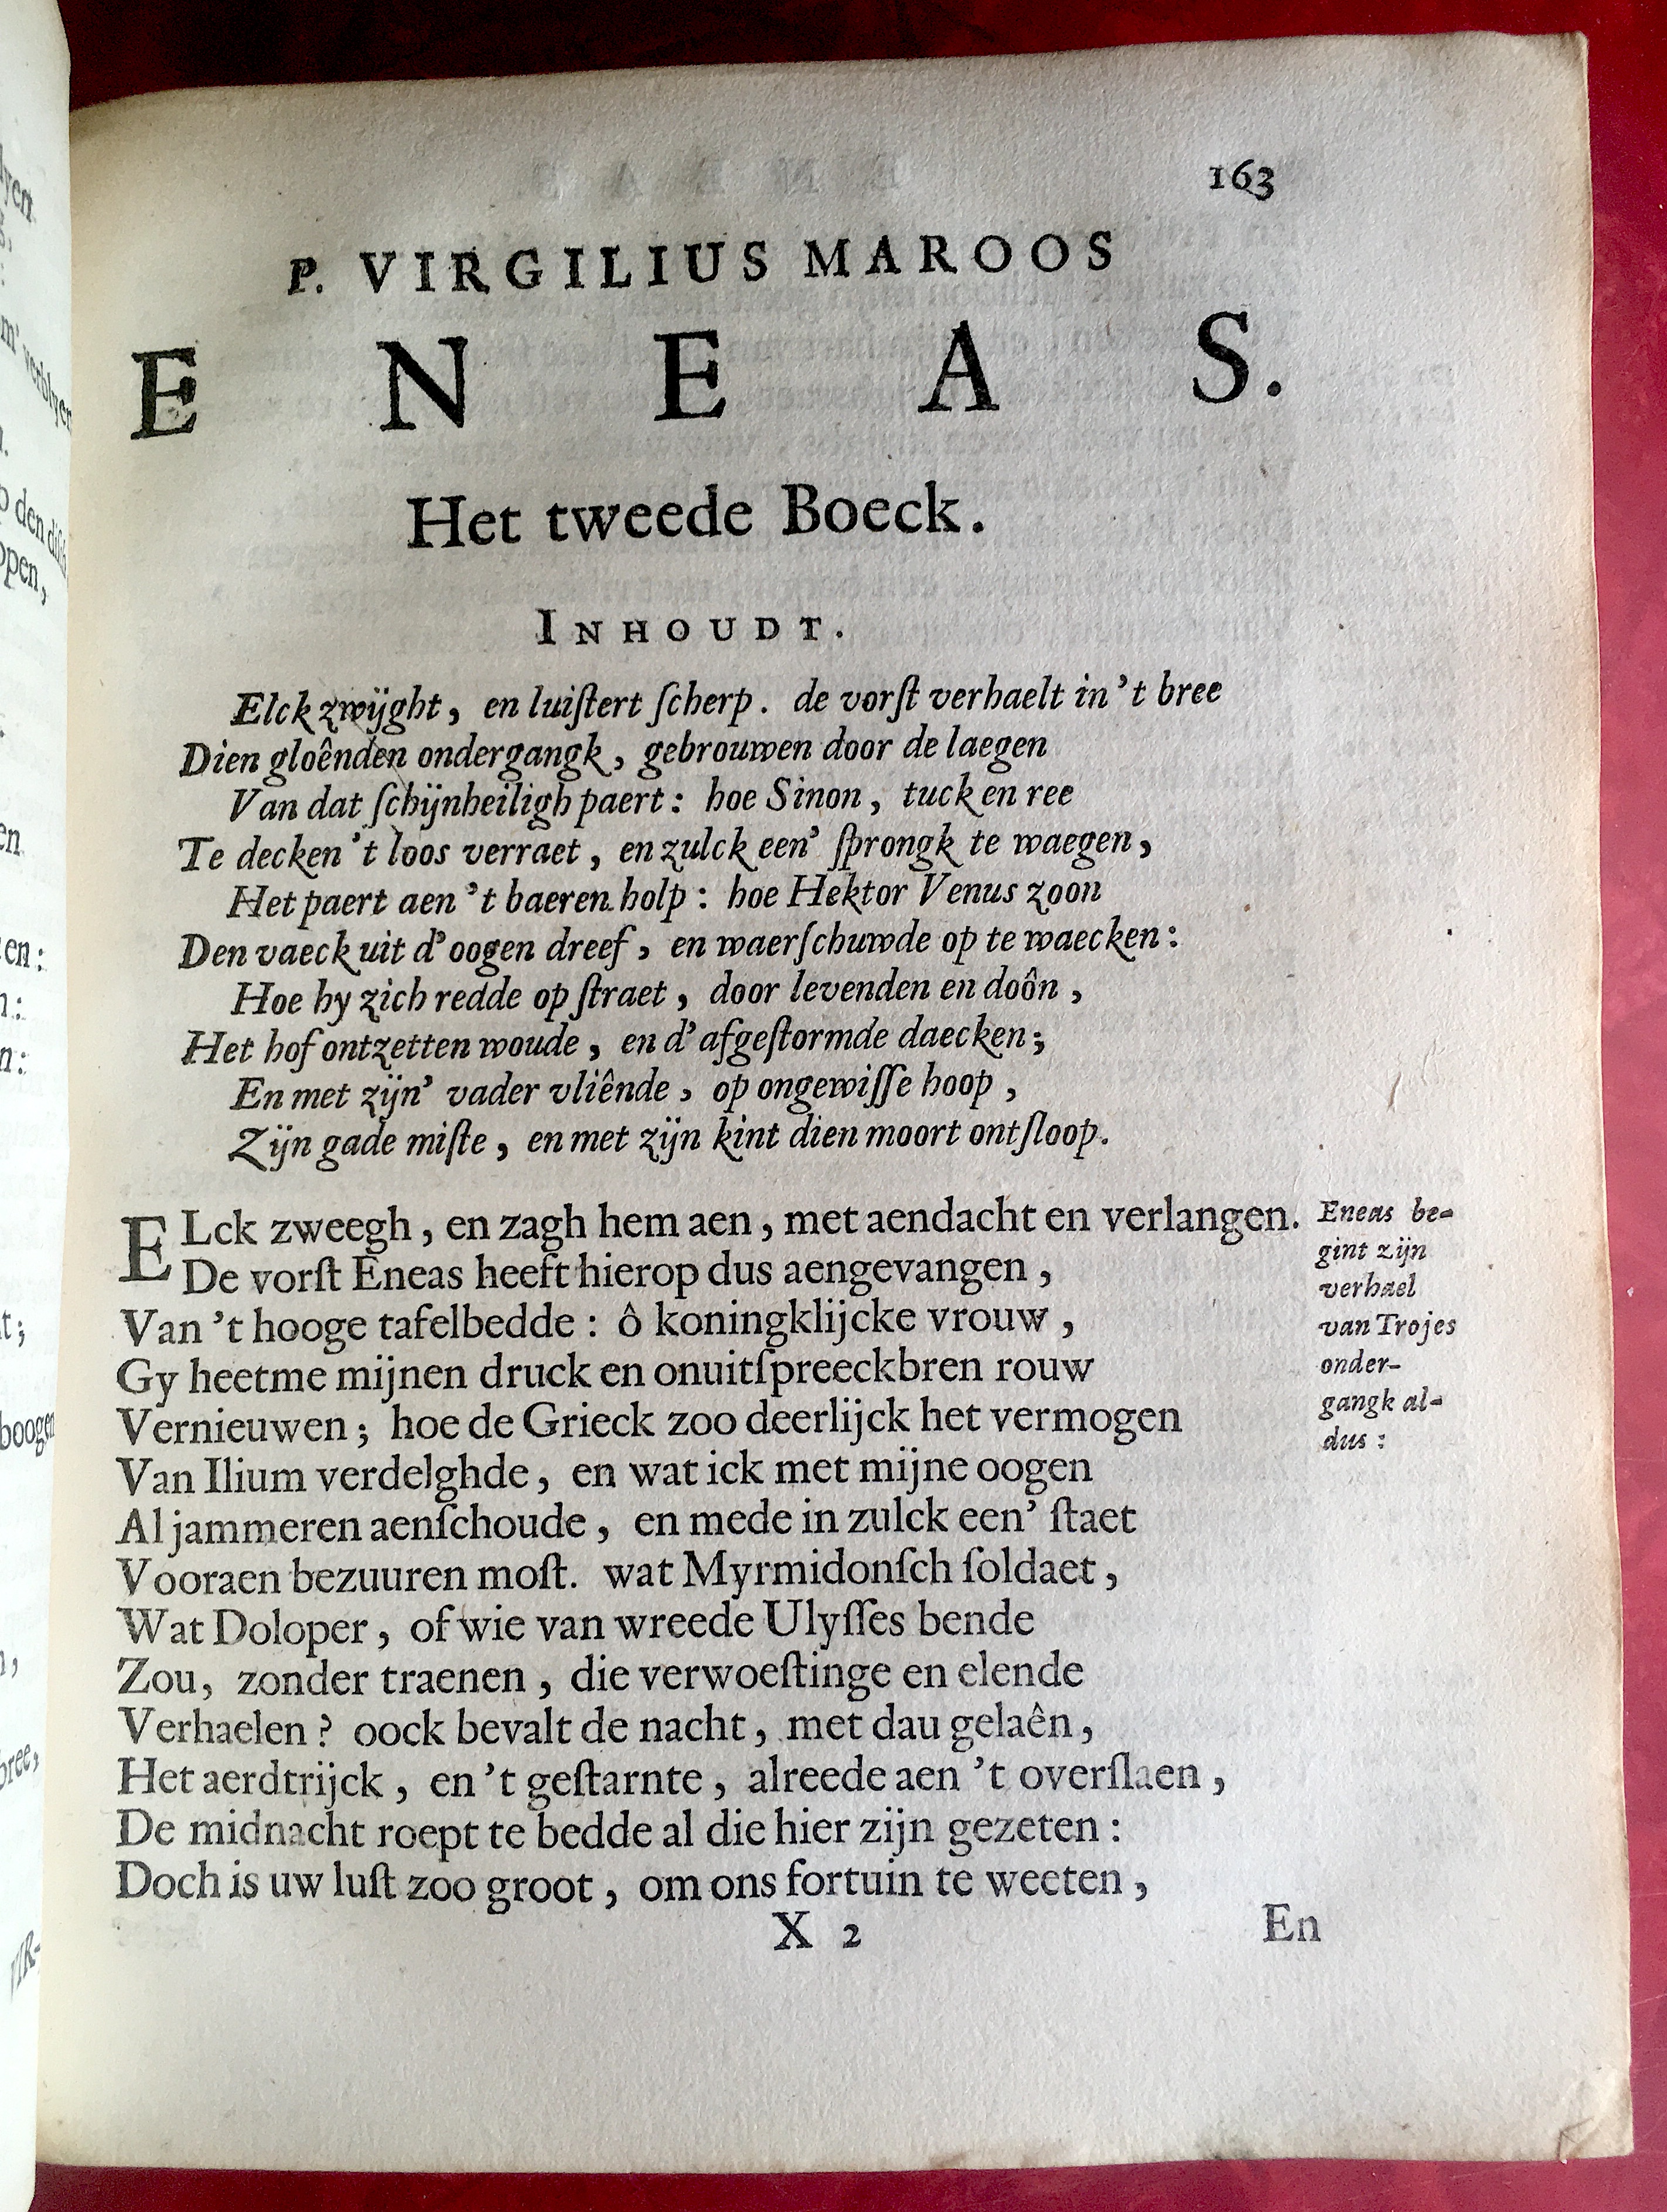 163
P. VIRGILIUS MAROOS
E N E A S.
Het tweede Boeck.
INHOUDT.
Elck zwijght, en luiſtert ſcherp. de vorſt verhaelt in 't bree
Dien gloênden ondergangk, gebrouwen door de laegen
Van dat ſchijnheiligh paert: hoe Sinon, tuck en ree
Te decken 't loos verraet, en zulck een' ſprongk te waegen,
Het paert aen 't baeren holp: hoe Hektor Venus zoon
Den vaeck uit d' oogen dreef, en waerſchuwde op te waecken:
Hoe hy zich redde op ſtraet, door levenden en doôn,
Het hof ontzetten woude, en d' afgeſtormde daecken;
En met zijn' vader vliênde, op ongewiſſe hoop,
Zijn gade miſte, en met zijn kint dien moort ontſloop.
ELck zweegh, en zagh hem aen, met aendacht en verlangen.
De vorſt Eneas heeft hierop dus aengevangen,
Van 't hooge tafelbedde: ô koningklijcke vrouw,
Gy heetme mijnen druck en onuitſpreeckbren rouw
Vernieuwen; hoe de Grieck zoo deerlijck het vermogen
Van Ilium verdelghde, en wat ick met mijne oogen
Al jammeren aenſchoude, en mede in zulck een' ſtaet
Vooraen bezuuren moſt. wat Myrmidonſch ſoldaet,
Wat Doloper, of wie van wreede Ulyſſes bende
Zou, zonder traenen, die verwoeſtinge en elende
Verhaelen? oock bevalt de nacht, met dau gelaên,
Het aerdtrijck, en 't geſtarnte, alreede aen 't overſlaen,
De midnacht roept te bedde al die hier zijn gezeten:
Doch is uw luſt zoo groot, om ons fortuin te weeten,
Eneas be-
gint zijn
verhael
van Trojes
onder-
gangk al-
dus:
X 2
En